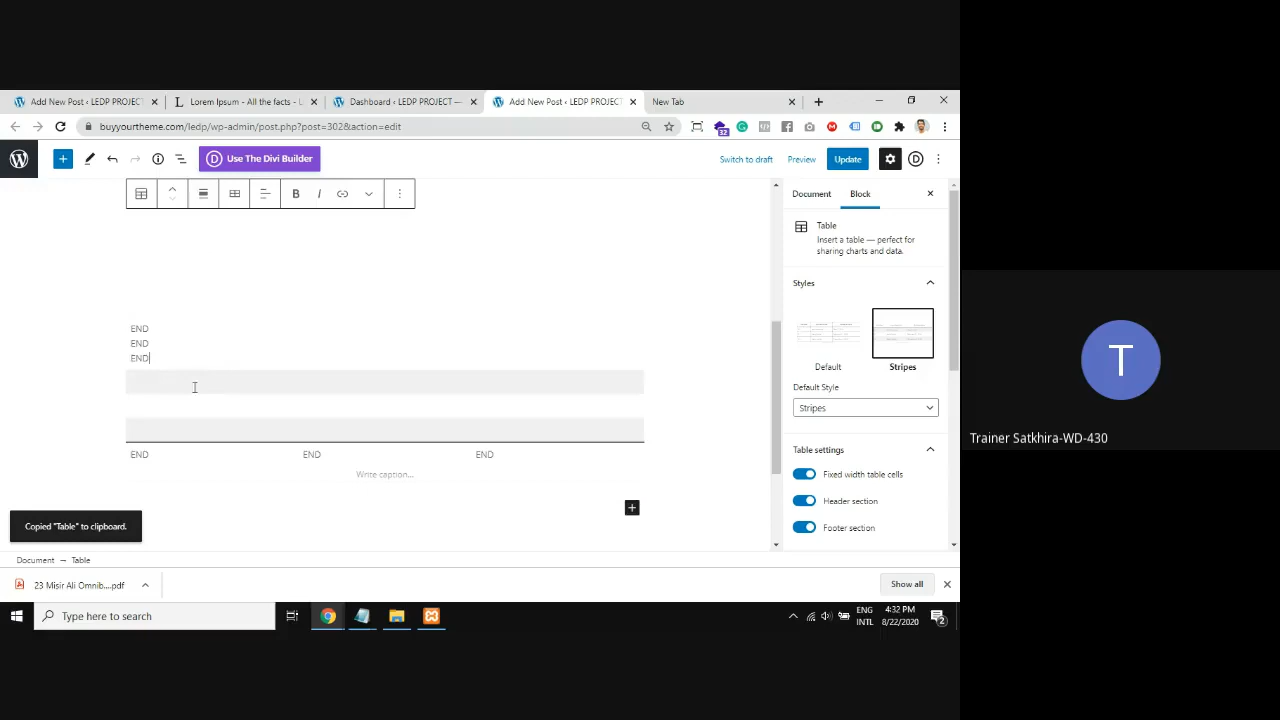 Add New Post ‹ LEDP PROJECT
Lorem Ipsum - All the facts - L
Dashboard ‹ LEDP PROJECT —
Add New Post ‹ LEDP PROJECT
New Tab
buyyourtheme.com/ledp/wp-admin/post.php?post=302&action=edit
32
D Use The Divi Builder
Switch to draft
Preview
Update
D
B
I
Document
Block
Table
Insert a table — perfect for
sharing charts and data.
Styles
Default
Stripes
Default Style
Stripes
Table settings
Fixed width table cells
Header section
Footer section
END
END
END
END END END
Write caption...
Copied "Table" to clipboard.
Document → Table
23 Misir Ali Omnib....pdf
Show all
Type here to search
ENG
INTL
4:32 PM
8/22/2020
2
T
Trainer Satkhira-WD-430